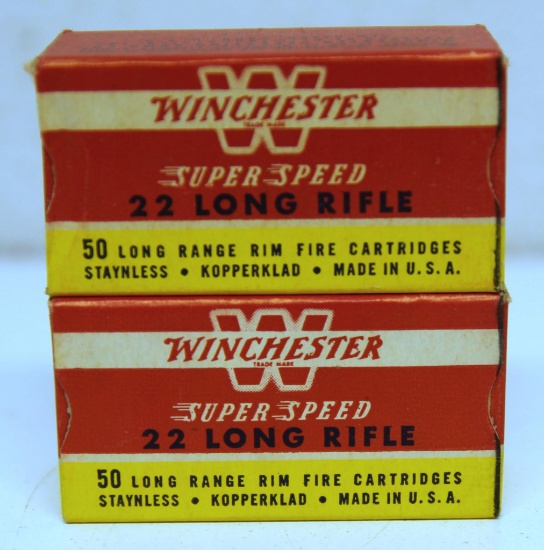 WINCHESTER
TRADE MARK
SUPER SPEED
22 LONG RIFLE
50 LONG RANGE RIM FIRE CARTRIDGES
STAYNLESS • KOPPERKLAD • MADE IN U.S.A.
W
WINCHESTER
TRADE MARK
SUPER SPEED
22 LONG RIFLE
50 LONG RANGE RIM FIRE CARTRIDGES
STAYNLESS • KOPPERKLAD • MADE IN U.S.A.